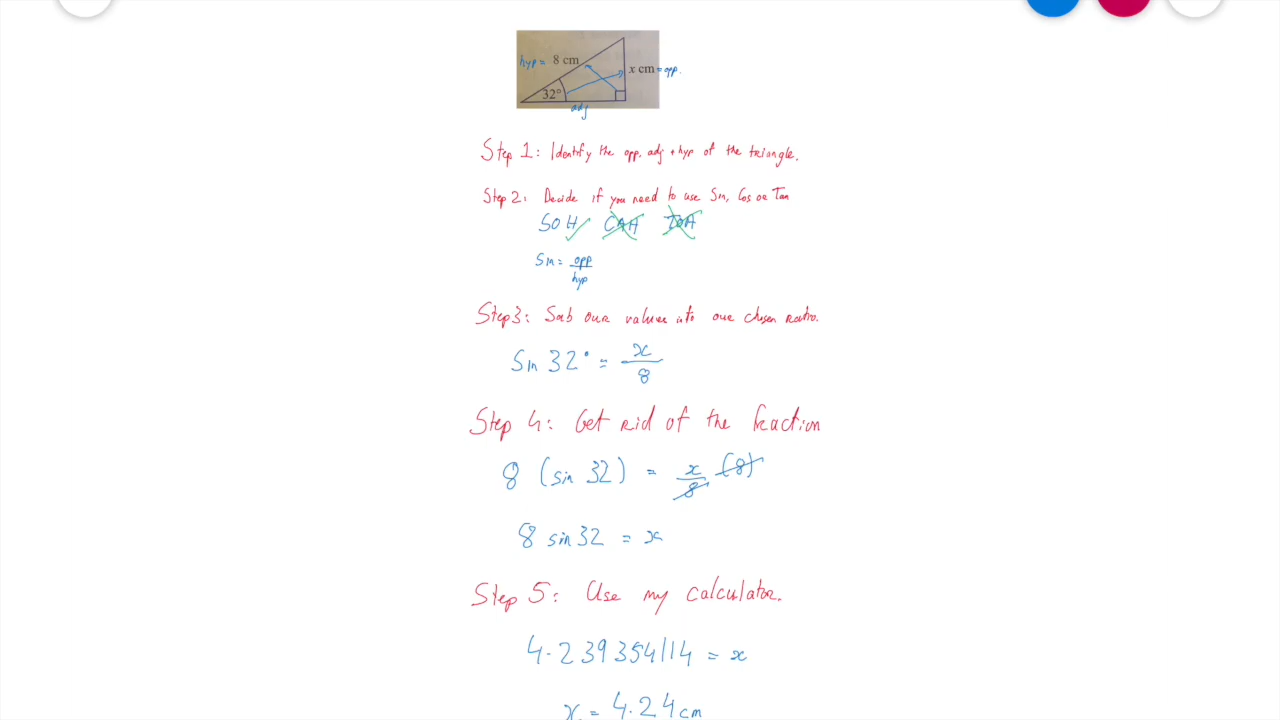 hyp = 8 cm
x cm = opp.
32°
adj
Step 1: Identify the opp, adj + hyp of the triangle.
Step 2: Decide if you need to use Sin, Cos or Tan
SOH CAH TOA
Sin = opp
hyp
Step 3: Sub our values into our chosen ratio.
Sin 32° = x
8
Step 4: Get rid of the fraction
8 (sin 32) = x (8)
8
8 sin 32 = x
Step 5: Use my calculator.
4.239354114 = x
x = 4.24 cm